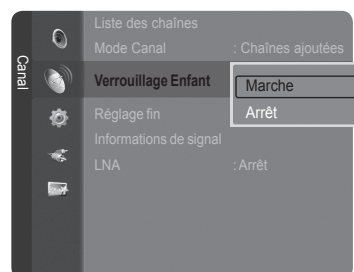 Canal
Liste des chaînes
Mode Canal : Chaînes ajoutées
Verrouillage Enfant Marche
Arrêt
Réglage fin
Informations de signal
LNA : Arrêt